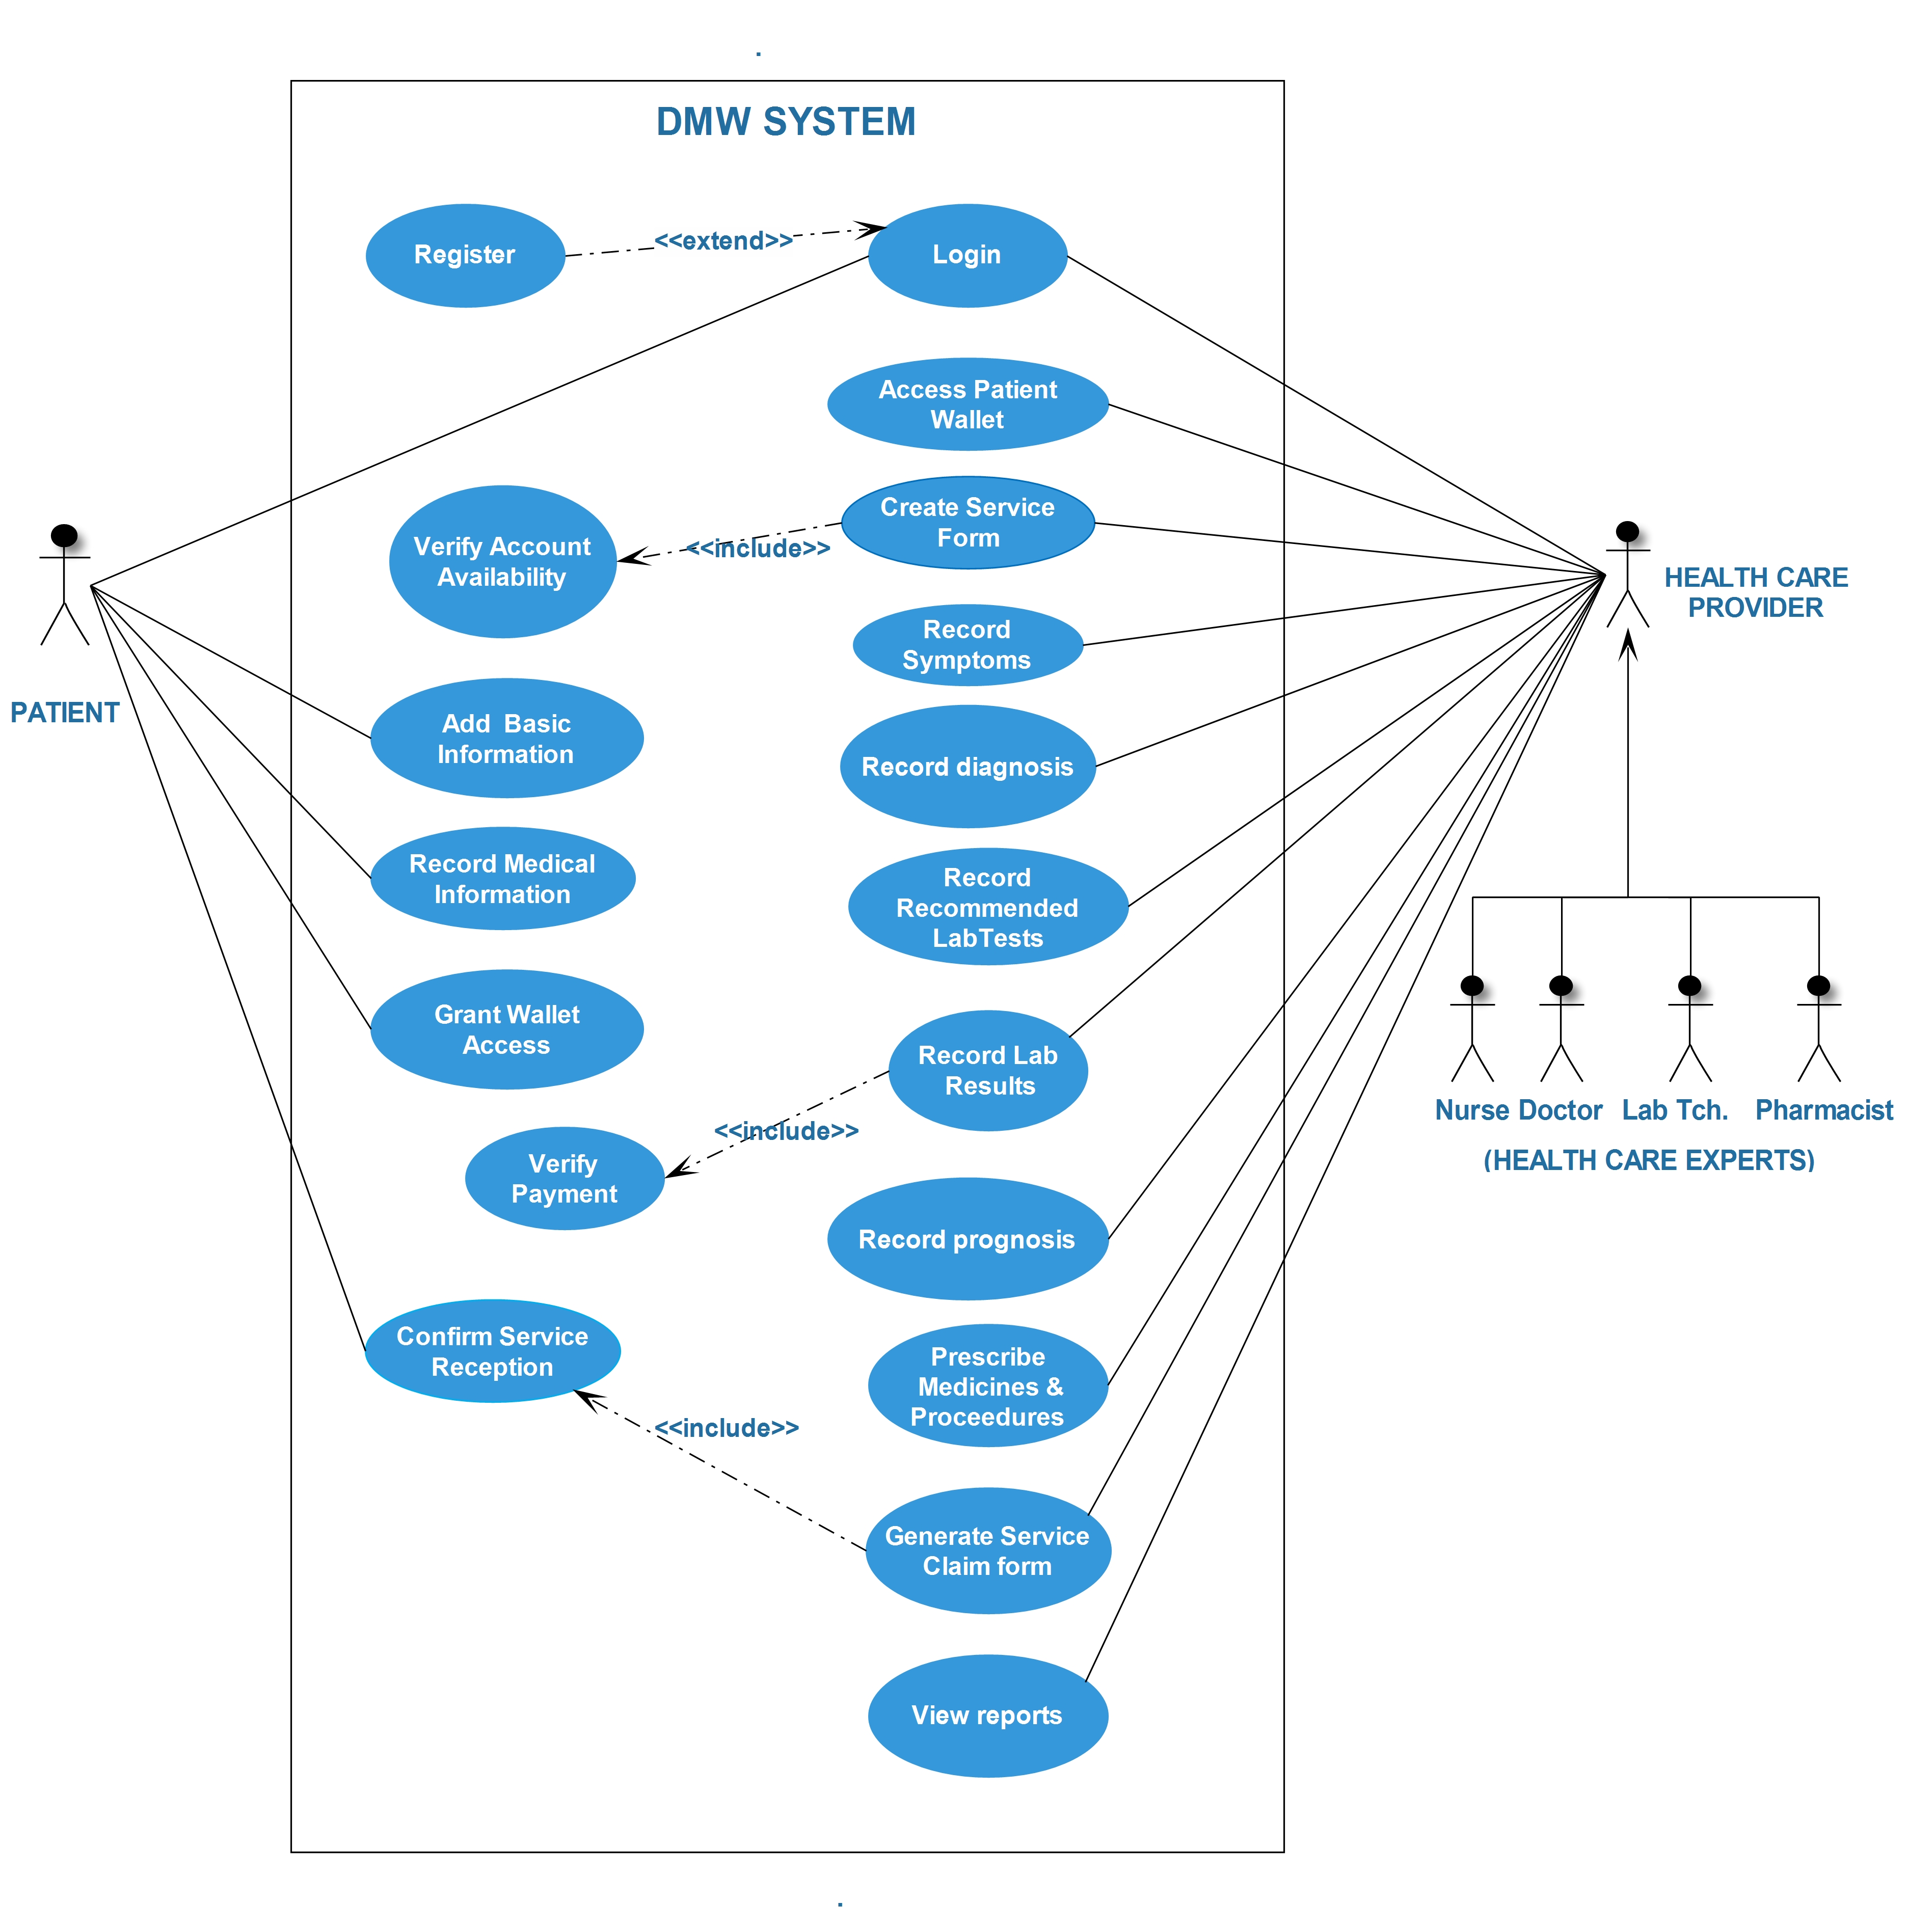 DMW SYSTEM
Register
<<extend>>
Login
Access Patient
Wallet
Verify Account
Availability
<<include>>
Create Service
Form
PATIENT
HEALTH CARE
PROVIDER
Record
Symptoms
Add  Basic
Information
Record diagnosis
Record Medical
Information
Record
Recommended
LabTests
Grant Wallet
Access
Record Lab
Results
Nurse Doctor Lab Tch. Pharmacist
(HEALTH CARE EXPERTS)
<<include>>
Verify
Payment
Record prognosis
Confirm Service
Reception
Prescribe
Medicines &
Proceedures
<<include>>
Generate Service
Claim form
View reports